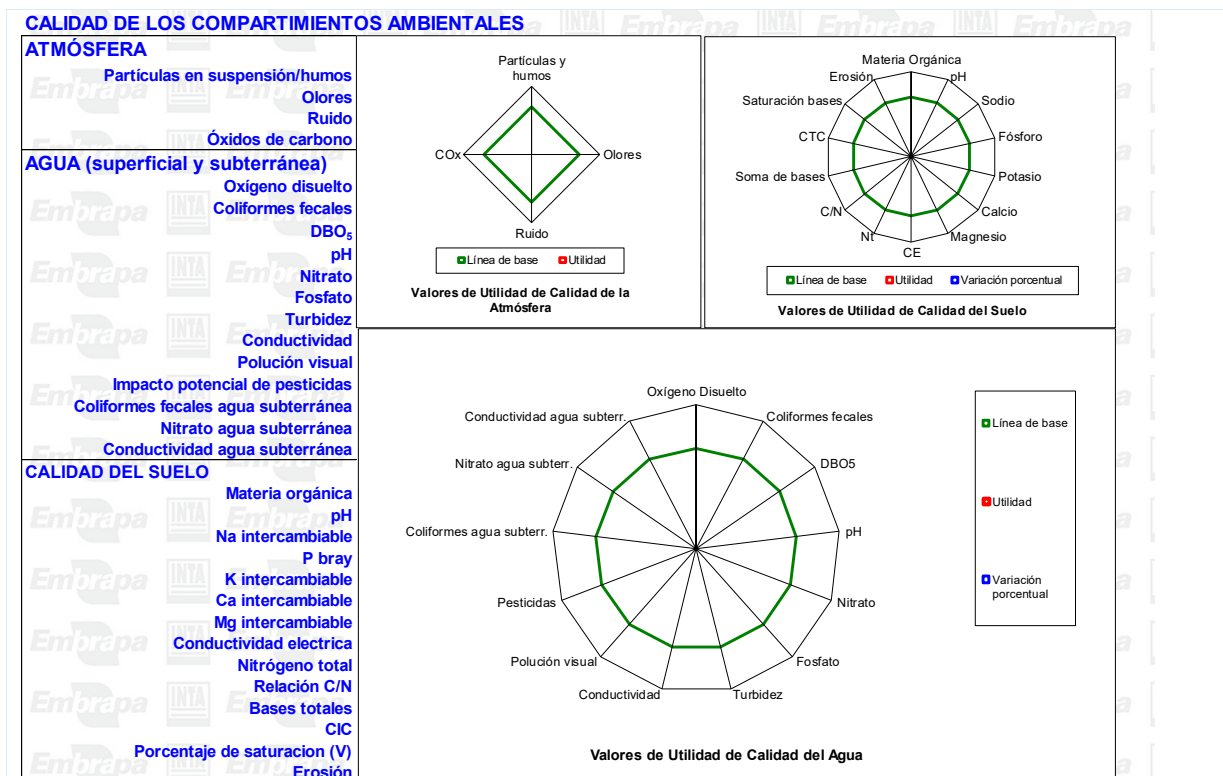 CALIDAD DE LOS COMPARTIMIENTOS AMBIENTALES
ATMÓSFERA
Partículas en suspensión/humos
Olores
Ruido
Óxidos de carbono
AGUA (superficial y subterránea)
Oxígeno disuelto
Coliformes fecales
DBO₅
pH
Nitrato
Fosfato
Turbidez
Conductividad
Polución visual
Impacto potencial de pesticidas
Coliformes fecales agua subterránea
Nitrato agua subterránea
Conductividad agua subterránea
CALIDAD DEL SUELO
Materia orgánica
pH
Na intercambiable
P bray
K intercambiable
Ca intercambiable
Mg intercambiable
Conductividad electrica
Nitrógeno total
Relación C/N
Bases totales
CIC
Porcentaje de saturacion (V)
Erosión
Partículas y
humos
Olores
Ruido
COx
Línea de base Utilidad
Valores de Utilidad de Calidad de la
Atmósfera
Materia Orgánica
pH
Sodio
Fósforo
Potasio
Calcio
Magnesio
CE
Nt
C/N
Soma de bases
CTC
Saturación bases
Erosión
Línea de base Utilidad Variación porcentual
Valores de Utilidad de Calidad del Suelo
Oxígeno Disuelto
Coliformes fecales
DBO5
pH
Nitrato
Fosfato
Turbidez
Conductividad
Polución visual
Pesticidas
Coliformes agua subterr.
Nitrato agua subterr.
Conductividad agua subterr.
Línea de base
Utilidad
Variación
porcentual
Valores de Utilidad de Calidad del Agua
Embrapa
INTA